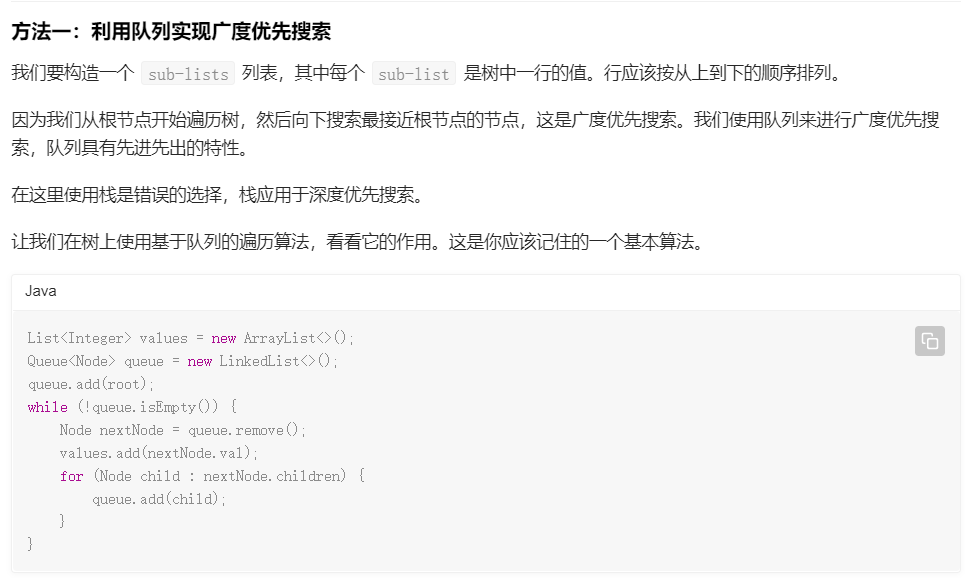 方法一：利用队列实现广度优先搜索
我们要构造一个 sub-lists 列表，其中每个 sub-list 是树中一行的值。行应该按从上到下的顺序排列。
因为我们从根节点开始遍历树，然后向下搜索最接近根节点的节点，这是广度优先搜索。我们使用队列来进行广度优先搜
索，队列具有先进先出的特性。
在这里使用栈是错误的选择，栈应用于深度优先搜索。
让我们在树上使用基于队列的遍历算法，看看它的作用。这是你应该记住的一个基本算法。
Java
List<Integer> values = new ArrayList<>();
Queue<Node> queue = new LinkedList<>();
queue.add(root);
while (!queue.isEmpty()) {
    Node nextNode = queue.remove();
    values.add(nextNode.val);
    for (Node child : nextNode.children) {
        queue.add(child);
    }
}